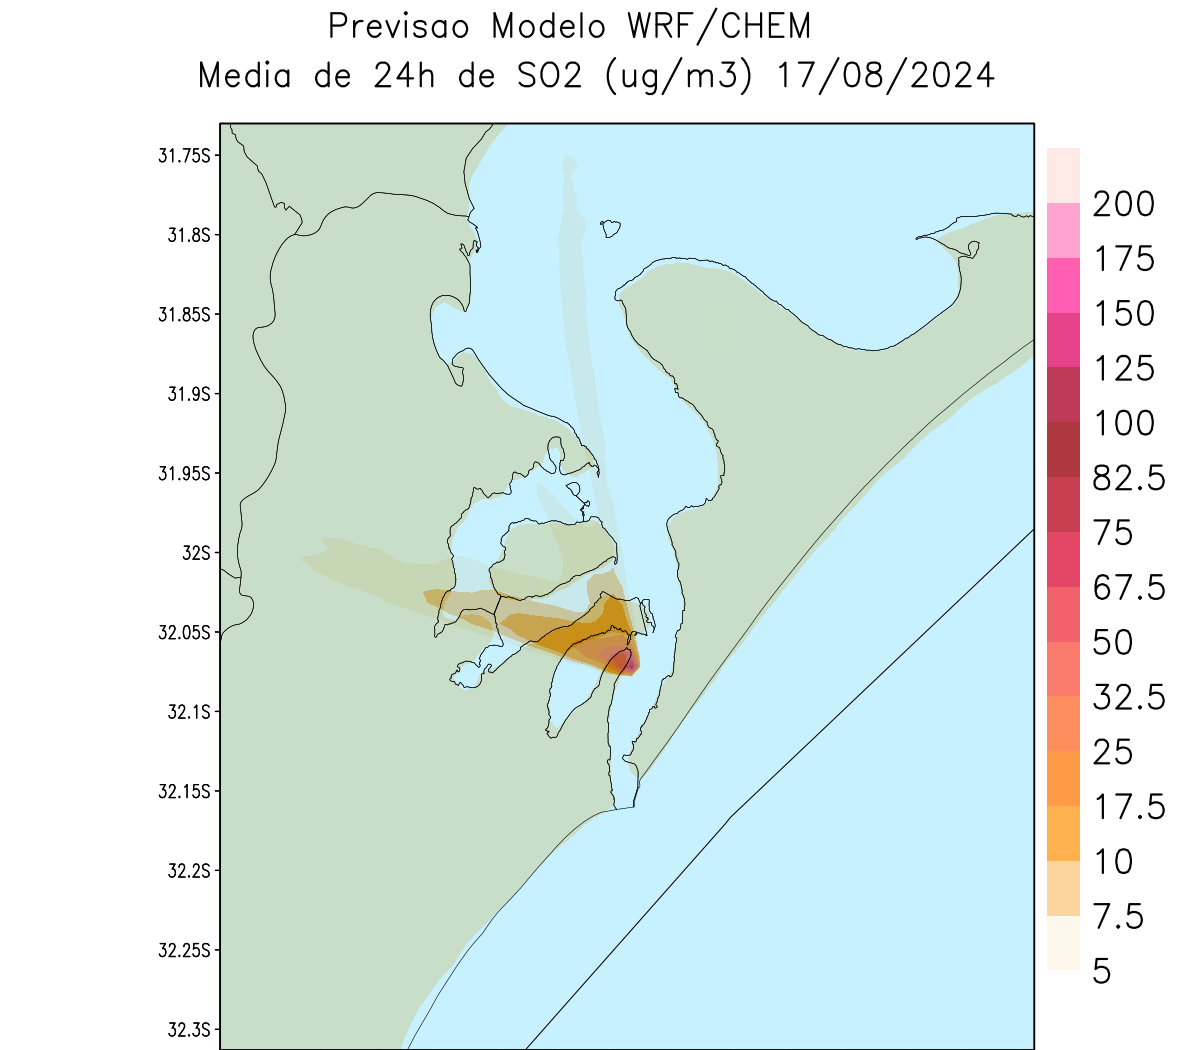 Previsao Modelo WRF/CHEM
Media de 24h de SO2 (ug/m3) 17/08/2024
31.75S
31.8S
31.85S
31.9S
31.95S
32S
32.05S
32.1S
32.15S
32.2S
32.25S
32.3S
200
175
150
125
100
82.5
75
67.5
50
32.5
25
17.5
10
7.5
5